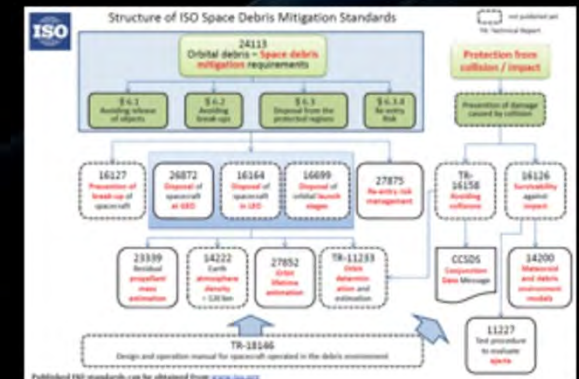 ISO
Structure of ISO Space Debris Mitigation Standards
not published yet
TR: Technical Report
24113
Orbital debris – Space debris
mitigation requirements
Protection from
collision / impact
§ 6.1
Avoiding release
of objects
§ 6.2
Avoiding
break-ups
§ 6.3
Disposal from the
protected regions
§ 6.3.4
Re-entry
Risk
Prevention of damage
caused by collision
16127
Prevention of
break-up of
spacecraft
26872
Disposal of
spacecraft
at GEO
16164
Disposal of
spacecraft
in LEO
16699
Disposal of
orbital launch
stages
27875
Re-entry risk
management
TR-
16158
Avoiding
collisions
16126
Survivability
against
impact
23339
Residual
propellant
mass
estimation
14222
Earth
atmosphere
density
> 120 km
27852
Orbit
lifetime
estimation
TR-11233
Orbit
determin-
ation and
estimation
CCSDS
Conjunction
Data Message
14200
Meteoroid
and debris
environment
models
11227
Test procedure
to evaluate
ejecta
TR-18146
Design and operation manual for spacecraft operated in the debris environment
Published ISO standards can be obtained from www.iso.org